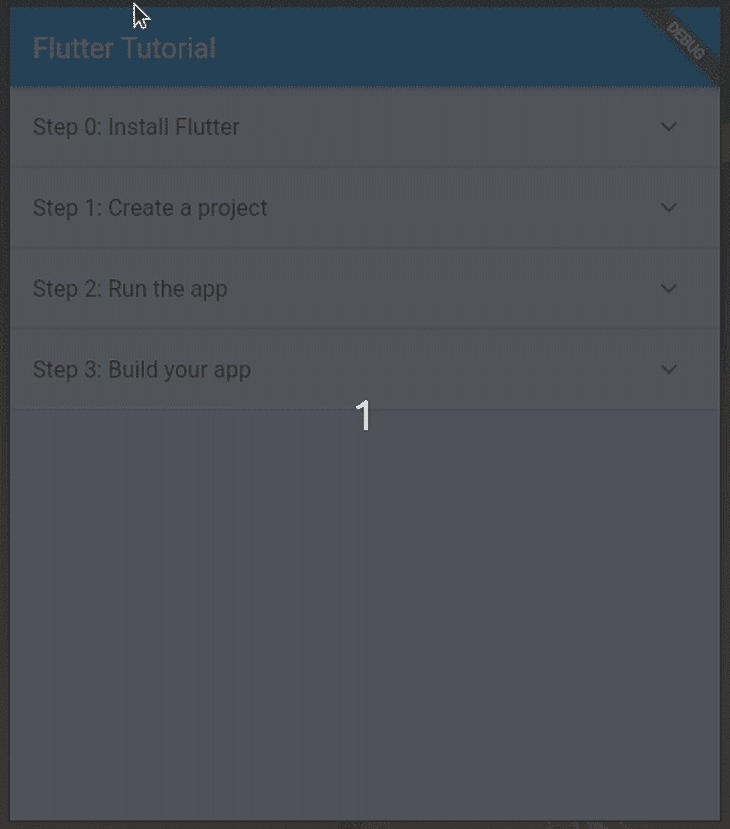 Flutter Tutorial
DEBUG
Step 0: Install Flutter
Step 1: Create a project
Step 2: Run the app
Step 3: Build your app
1